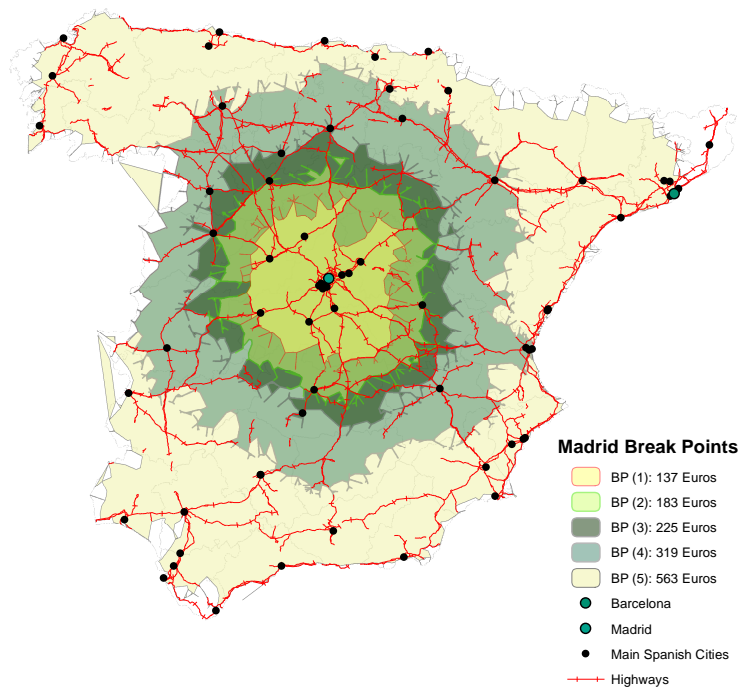 Madrid Break Points
BP (1): 137 Euros
BP (2): 183 Euros
BP (3): 225 Euros
BP (4): 319 Euros
BP (5): 563 Euros
Barcelona
Madrid
Main Spanish Cities
Highways